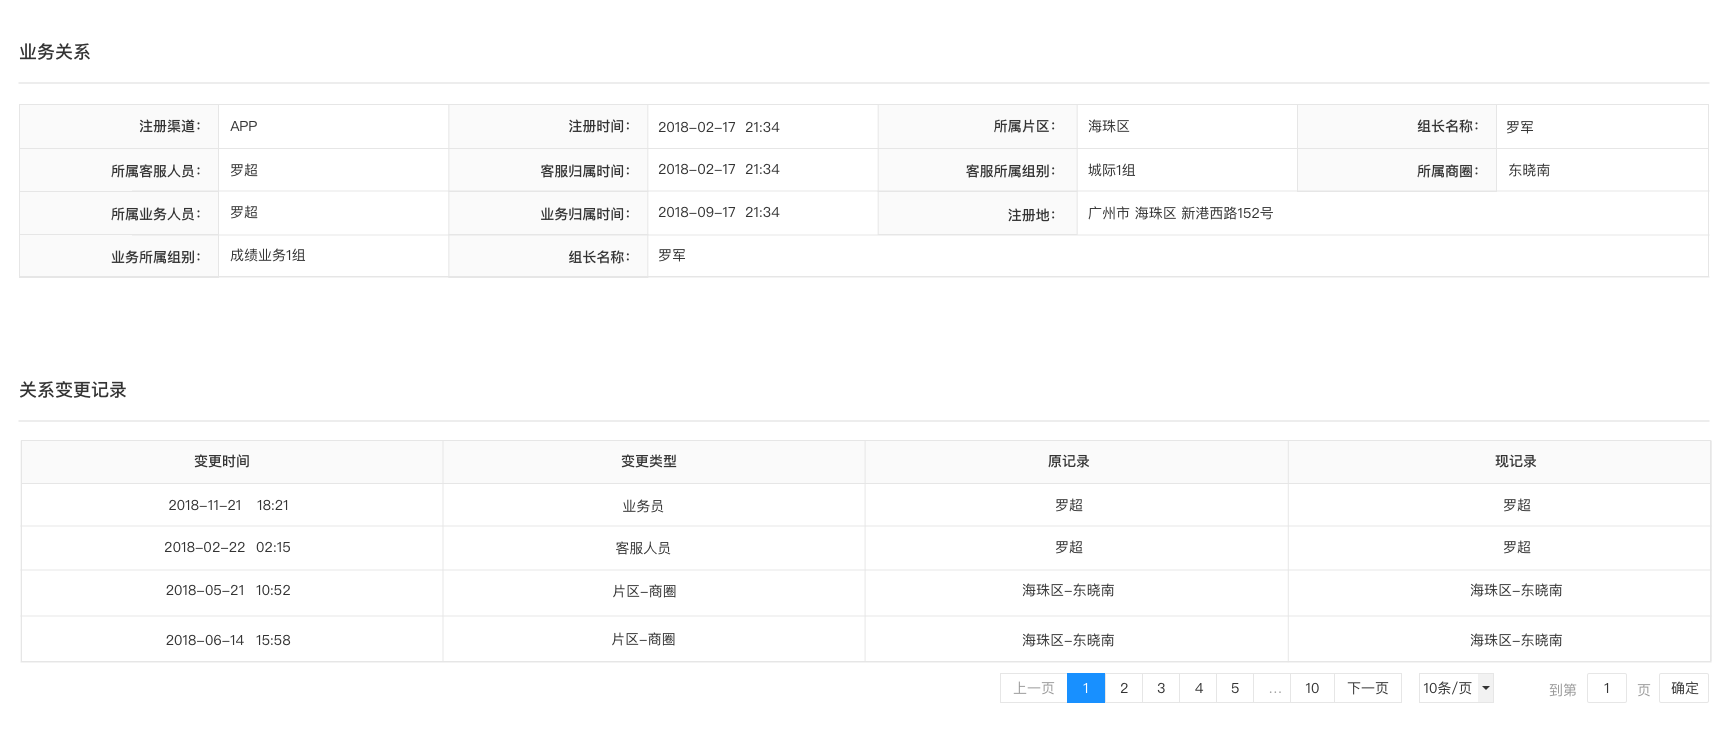 业务关系
注册渠道： APP 注册时间： 2018-02-17 21:34 所属片区： 海珠区 组长名称： 罗军
所属客服人员： 罗超 客服归属时间： 2018-02-17 21:34 客服所属组别： 城际1组 所属商圈： 东晓南
所属业务人员： 罗超 业务归属时间： 2018-09-17 21:34 注册地： 广州市 海珠区 新港西路152号
业务所属组别： 成绩业务1组 组长名称： 罗军
关系变更记录
变更时间 变更类型 原记录 现记录
2018-11-21 18:21 业务员 罗超 罗超
2018-02-22 02:15 客服人员 罗超 罗超
2018-05-21 10:52 片区-商圈 海珠区-东晓南 海珠区-东晓南
2018-06-14 15:58 片区-商圈 海珠区-东晓南 海珠区-东晓南
上一页 1 2 3 4 5 ... 10 下一页 10条/页 到第 1 页 确定